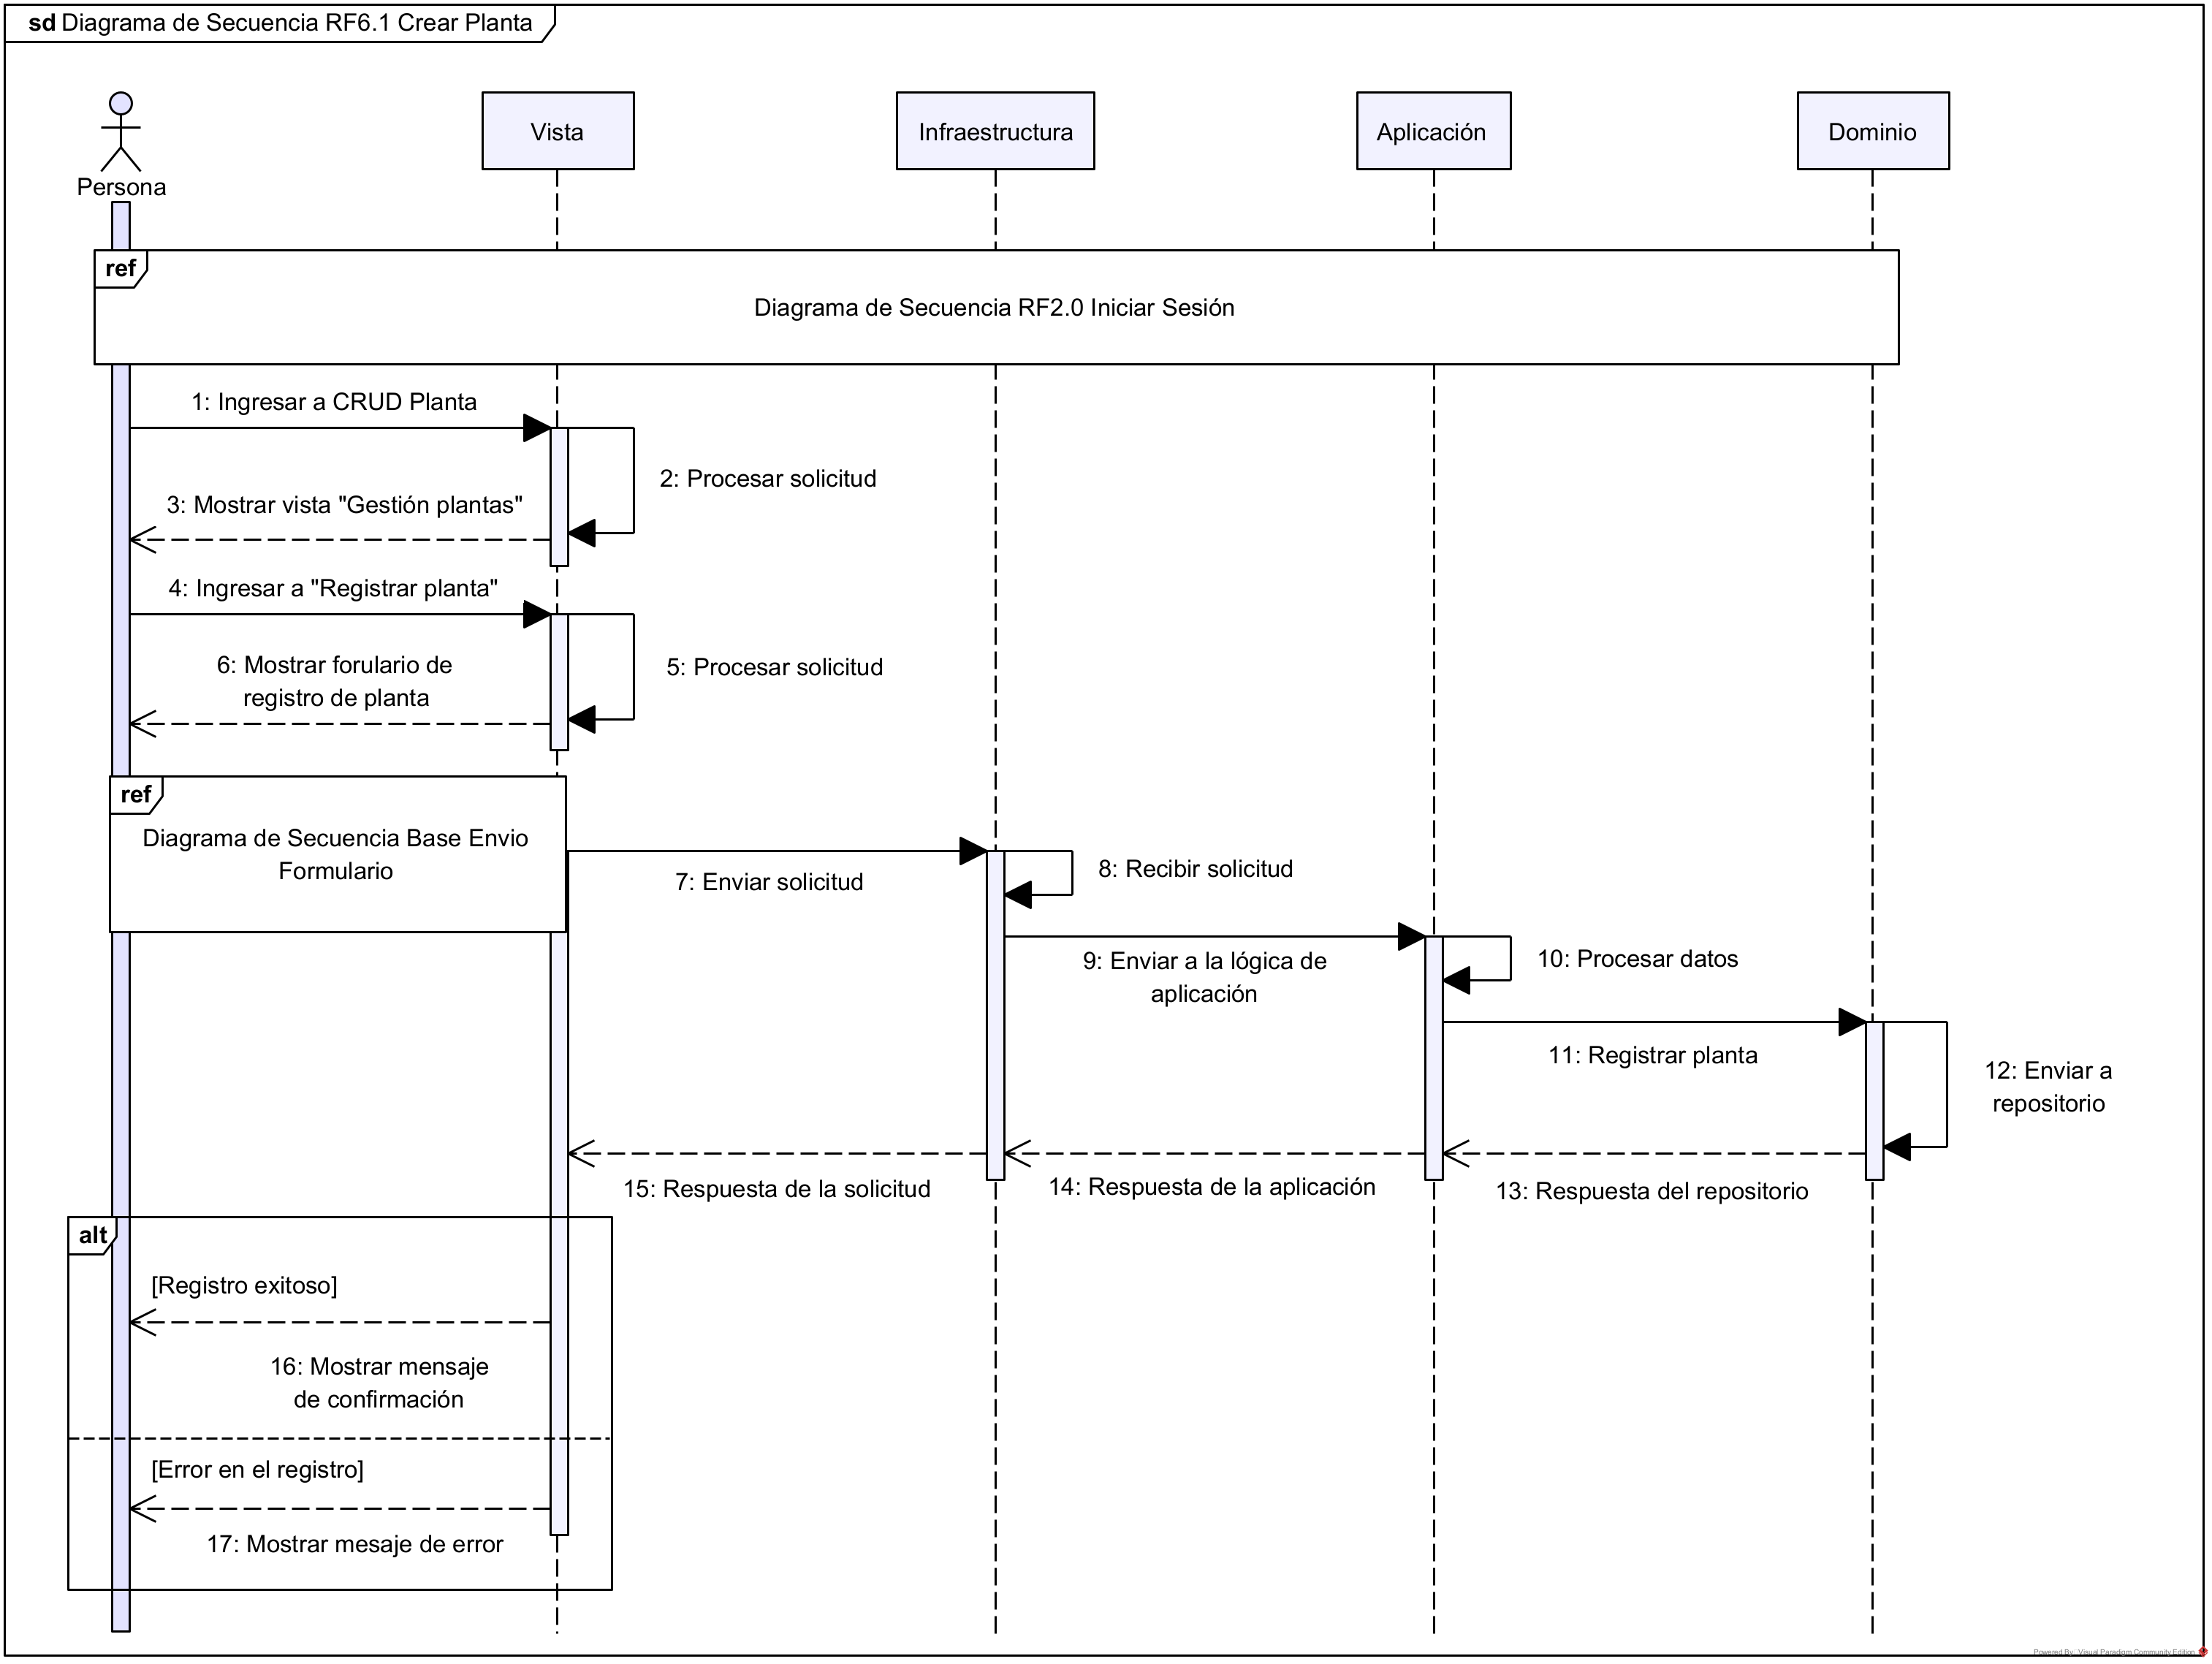 sd Diagrama de Secuencia RF6.1 Crear Planta
Persona
Vista
Infraestructura
Aplicación
Dominio
ref
Diagrama de Secuencia RF2.0 Iniciar Sesión
1: Ingresar a CRUD Planta
2: Procesar solicitud
3: Mostrar vista "Gestión plantas"
4: Ingresar a "Registrar planta"
5: Procesar solicitud
6: Mostrar forulario de
registro de planta
ref
Diagrama de Secuencia Base Envio
Formulario
7: Enviar solicitud
8: Recibir solicitud
9: Enviar a la lógica de
aplicación
10: Procesar datos
11: Registrar planta
12: Enviar a
repositorio
13: Respuesta del repositorio
14: Respuesta de la aplicación
15: Respuesta de la solicitud
alt
[Registro exitoso]
16: Mostrar mensaje
de confirmación
[Error en el registro]
17: Mostrar mesaje de error
Powered By Visual Paradigm Community Edition